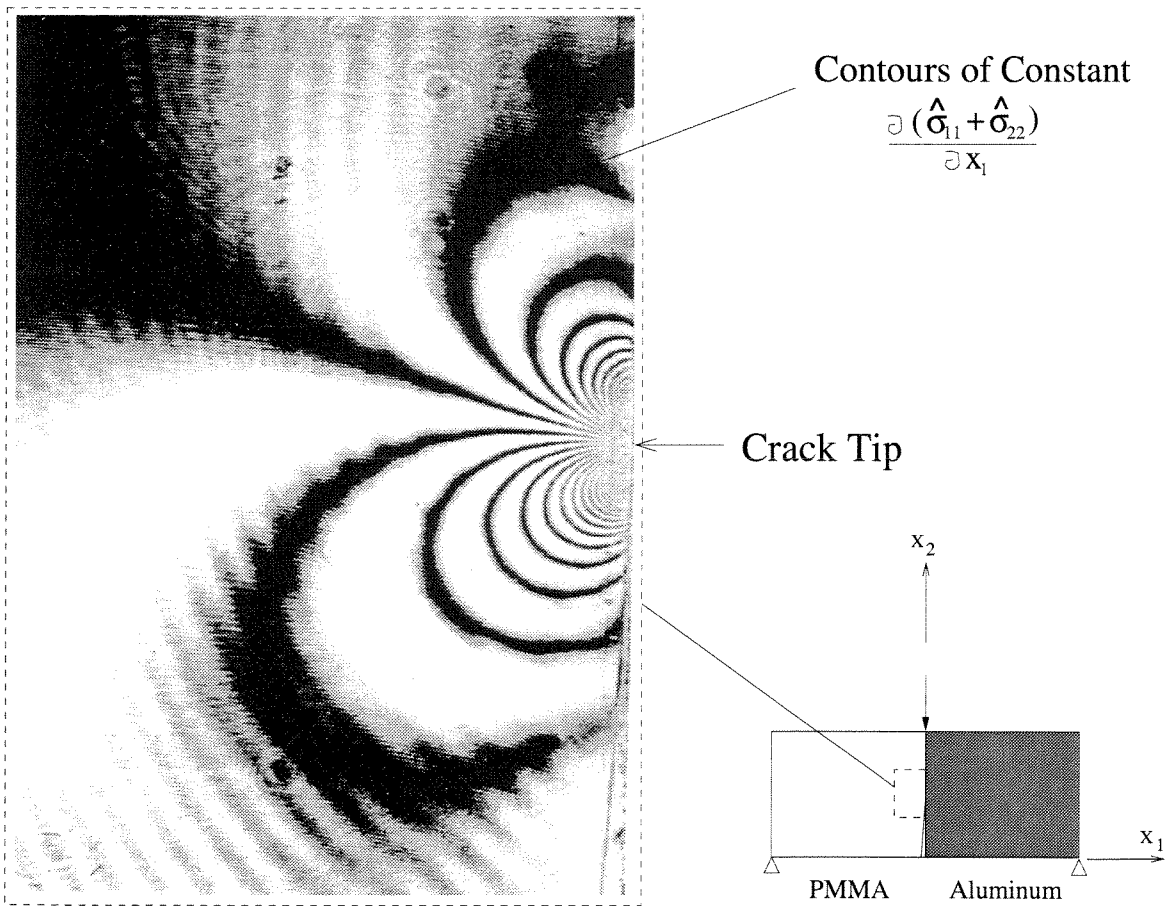 Contours of Constant
∂ (σ̂₁₁ + σ̂₂₂)
∂ x₁
Crack Tip
x₂
x₁
PMMA
Aluminum